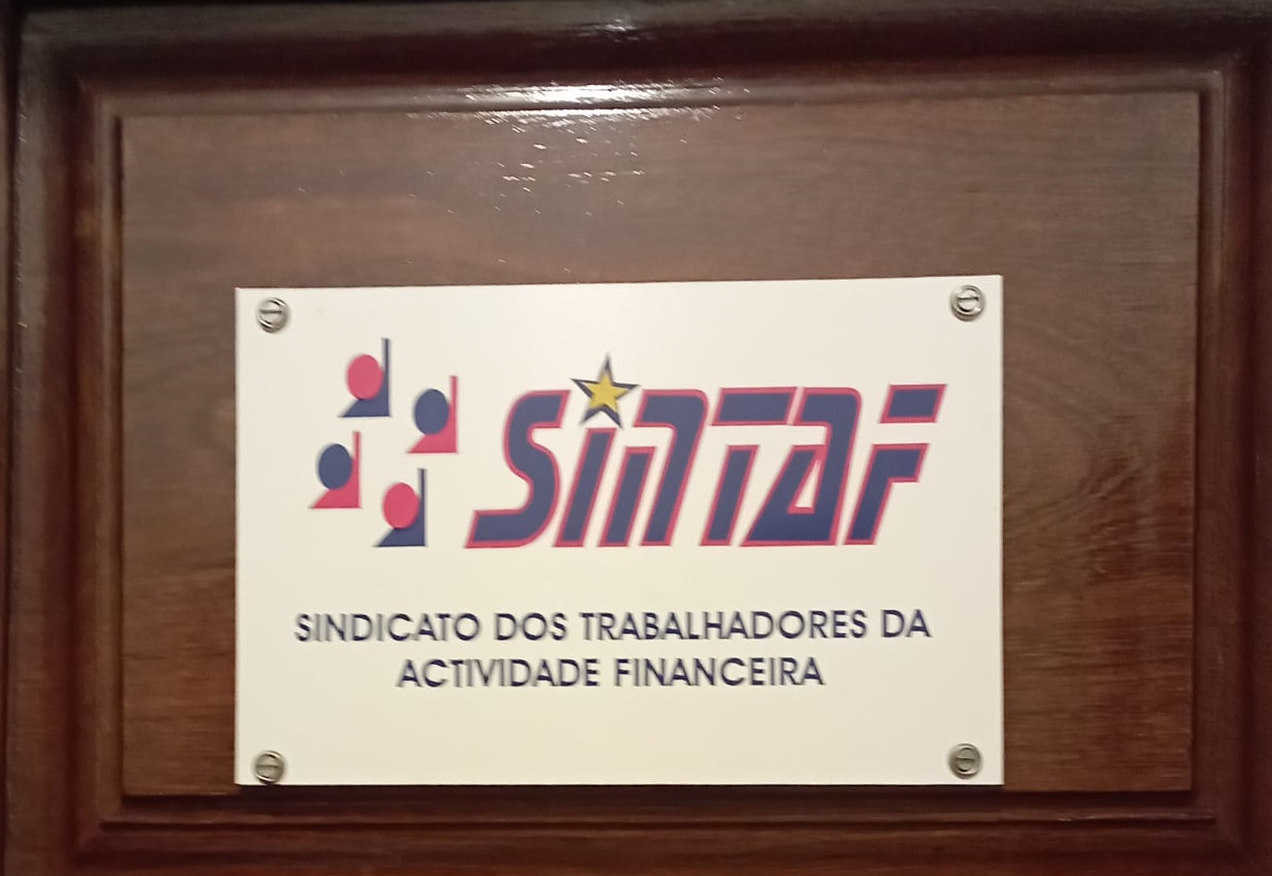 SINTAF
SINDICATO DOS TRABALHADORES DA
ACTIVIDADE FINANCEIRA